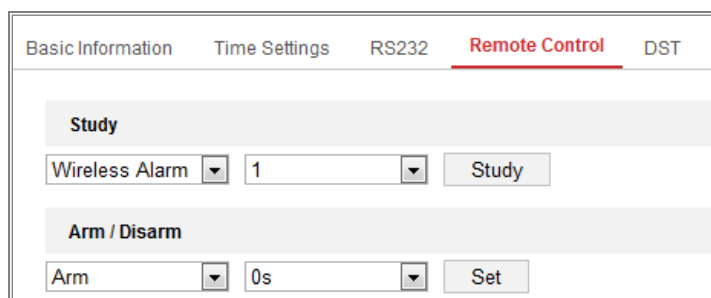 Basic Information Time Settings RS232 Remote Control DST
Study
Wireless Alarm 1 Study
Arm / Disarm
Arm 0s Set